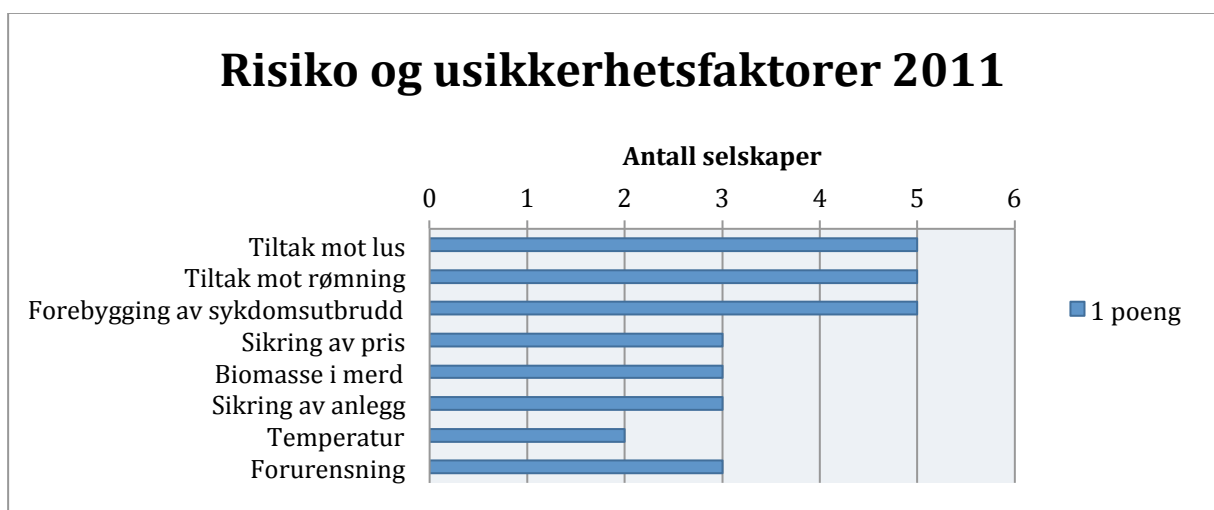 Risiko og usikkerhetsfaktorer 2011
Antall selskaper
0 1 2 3 4 5 6
Tiltak mot lus
Tiltak mot rømning
Forebygging av sykdomsutbrudd
Sikring av pris
Biomasse i merd
Sikring av anlegg
Temperatur
Forurensning
1 poeng